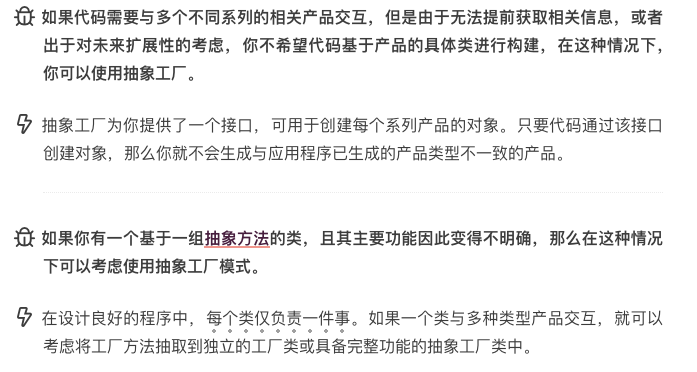 如果代码需要与多个不同系列的相关产品交互，但是由于无法提前获取相关信息，或者
出于对未来扩展性的考虑，你不希望代码基于产品的具体类进行构建，在这种情况下，
你可以使用抽象工厂。
抽象工厂为你提供了一个接口，可用于创建每个系列产品的对象。只要代码通过该接口
创建对象，那么你就不会生成与应用程序已生成的产品类型不一致的产品。
如果你有一个基于一组抽象方法的类，且其主要功能因此变得不明确，那么在这种情况
下可以考虑使用抽象工厂模式。
在设计良好的程序中，每个类仅负责一件事。如果一个类与多种类型产品交互，就可以
考虑将工厂方法抽取到独立的工厂类或具备完整功能的抽象工厂类中。